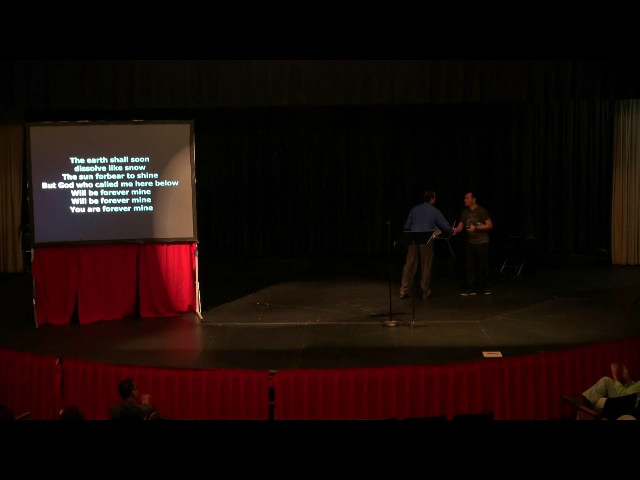 The earth shall soon
dissolve like snow
The sun forbear to shine
But God who called me here below
Will be forever mine
Will be forever mine
You are forever mine